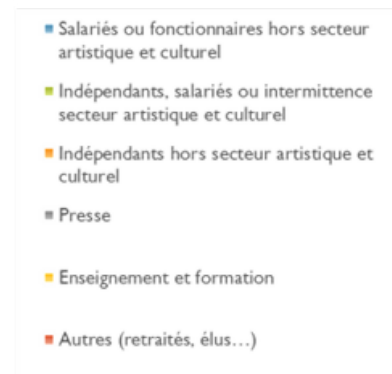 Salariés ou fonctionnaires hors secteur
artistique et culturel
Indépendants, salariés ou intermittence
secteur artistique et culturel
Indépendants hors secteur artistique et
culturel
Presse
Enseignement et formation
Autres (retraités, élus...)